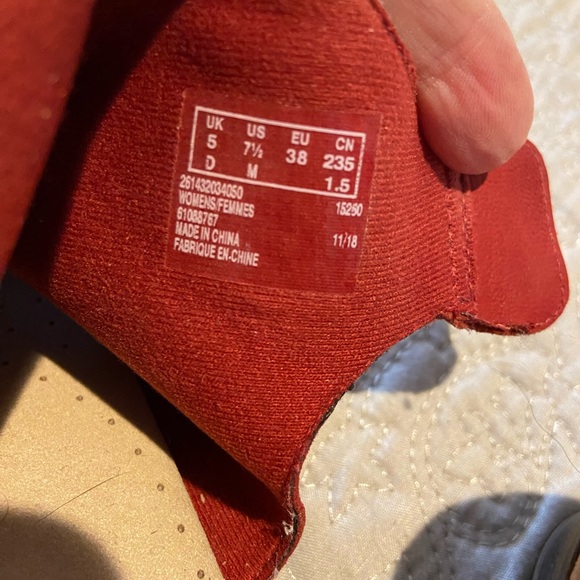 UK US EU CN
5 7½ 38 235
D M 1.5
261432034050 15260
WOMENS/FEMMES
61088767
MADE IN CHINA 11/18
FABRIQUE EN-CHINE